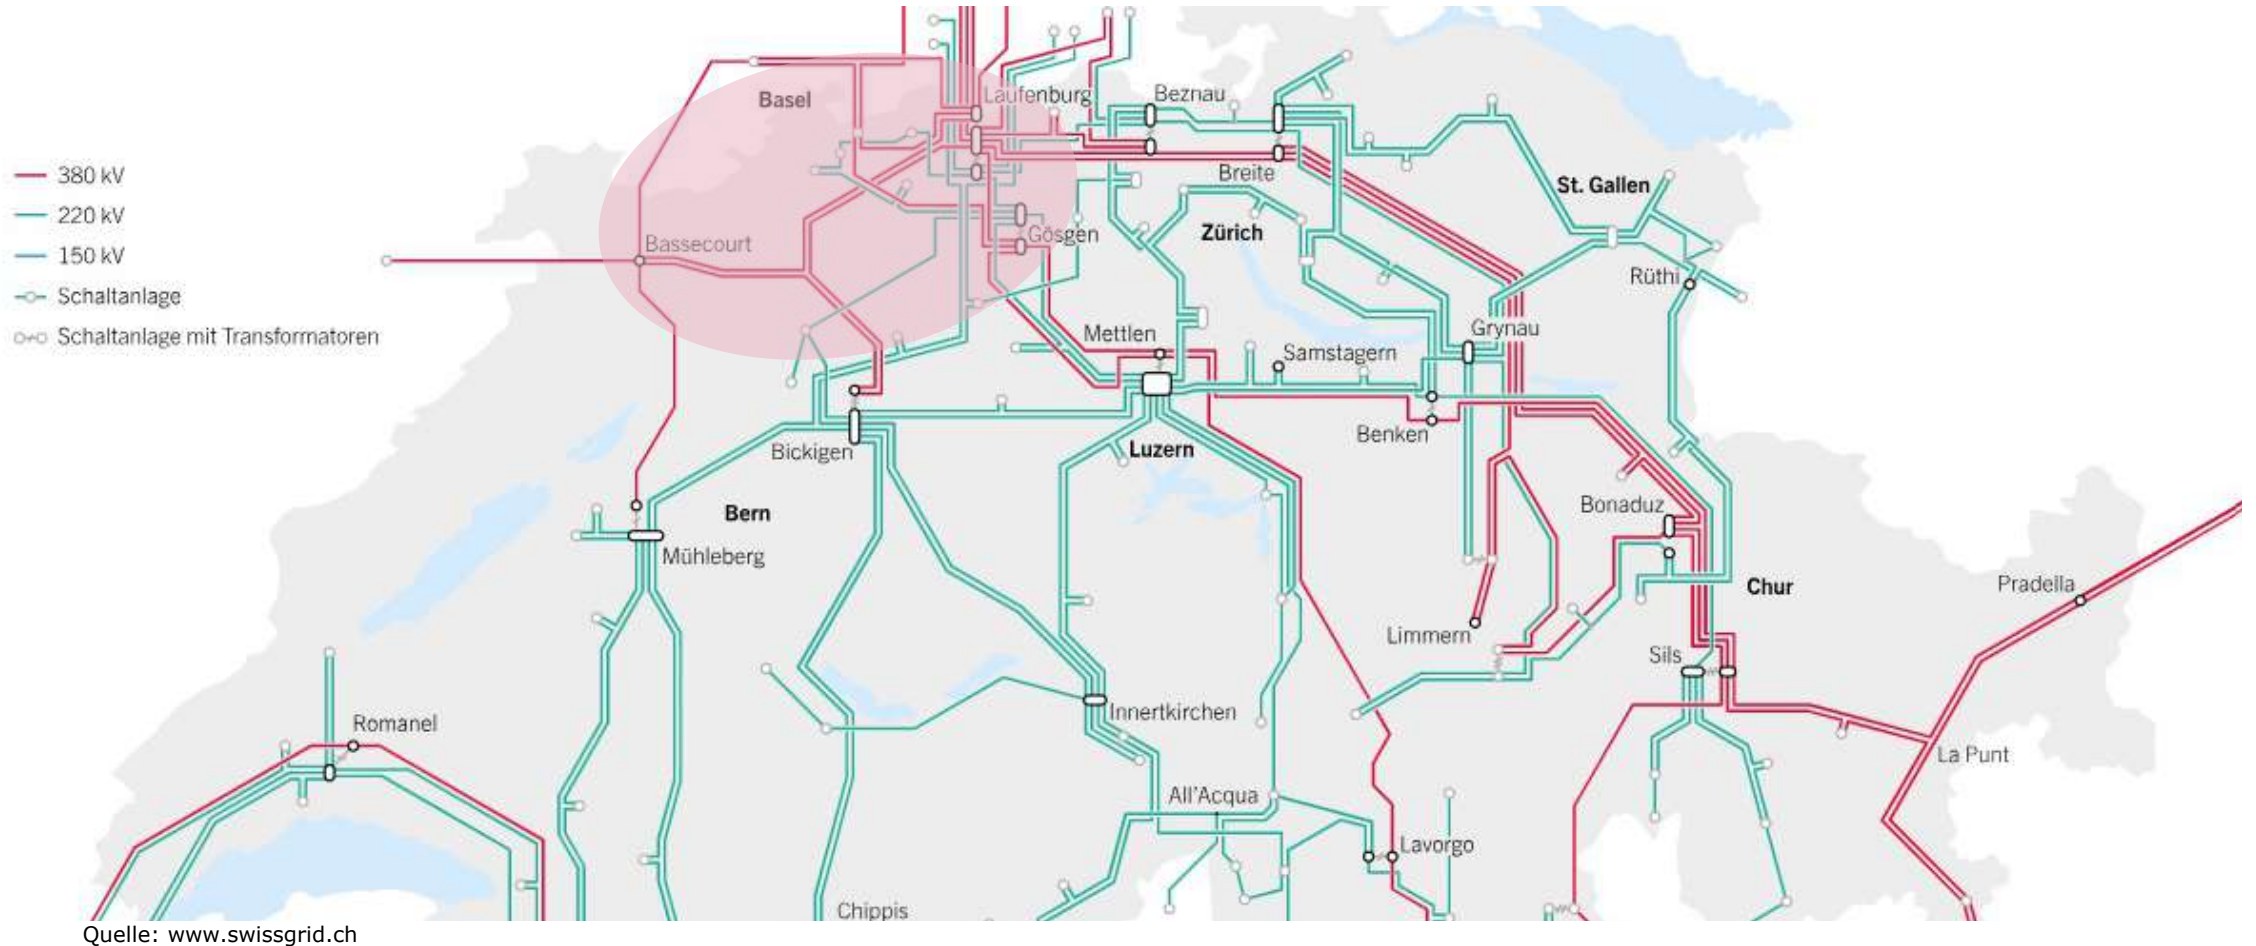 Basel
Laufenburg
Beznau
380 kV
220 kV
150 kV
Schaltanlage
Schaltanlage mit Transformatoren
Breite
St. Gallen
Bassecourt
Gösgen
Zürich
Rüthi
Mettlen
Samstagern
Grynau
Bickigen
Luzern
Benken
Bern
Mühleberg
Bonaduz
Chur
Pradella
Limmern
Sils
Romanel
Innertkirchen
La Punt
All'Acqua
Lavorgo
Chippis
Quelle: www.swissgrid.ch